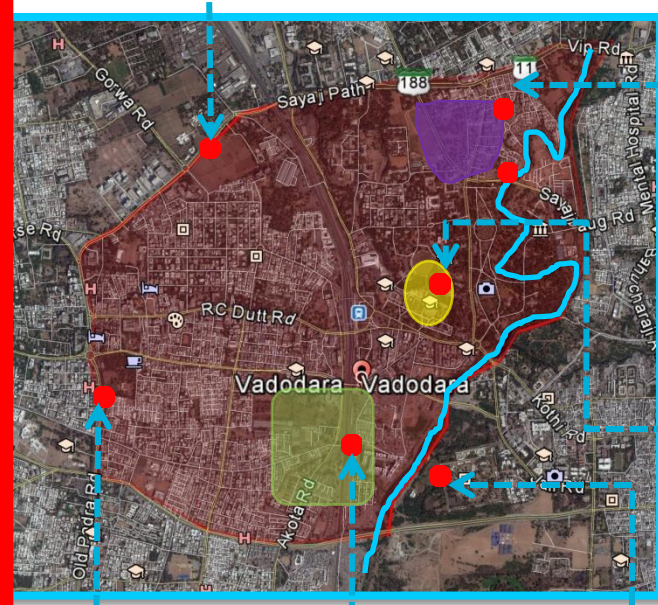 Vip Rd
11
188
Gorwa Rd
Sayaji Path
Mental Hospital Rd
Sayaji Baug Rd
RC Dutt Rd
Vadodara Vadodara
Kothi Rd
Rd
Akota Rd
Old Padra Rd
H
H
H
H